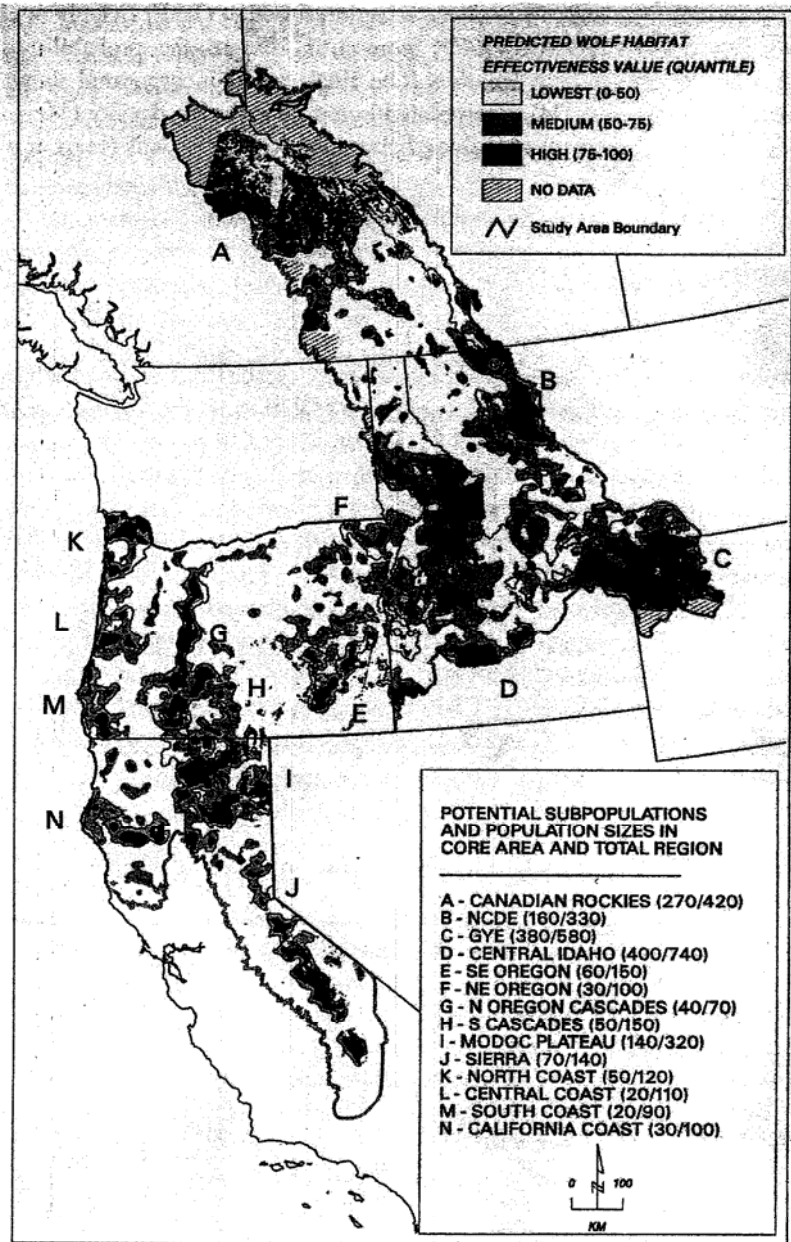 PREDICTED WOLF HABITAT
EFFECTIVENESS VALUE (QUANTILE)
LOWEST (0-50)
MEDIUM (50-75)
HIGH (75-100)
NO DATA
Study Area Boundary
A
B
F
K
C
L
G
M
H
E
D
I
N
J
POTENTIAL SUBPOPULATIONS
AND POPULATION SIZES IN
CORE AREA AND TOTAL REGION
A - CANADIAN ROCKIES (270/420)
B - NCDE (160/330)
C - GYE (380/580)
D - CENTRAL IDAHO (400/740)
E - SE OREGON (60/150)
F - NE OREGON (30/100)
G - N OREGON CASCADES (40/70)
H - S CASCADES (50/150)
I - MODOC PLATEAU (140/320)
J - SIERRA (70/140)
K - NORTH COAST (50/120)
L - CENTRAL COAST (20/110)
M - SOUTH COAST (20/90)
N - CALIFORNIA COAST (30/100)
N
0 100
KM